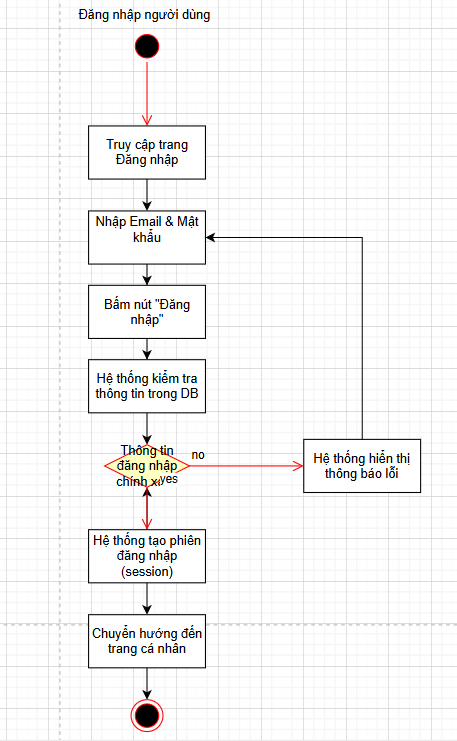 Đăng nhập người dùng
Truy cập trang
Đăng nhập
Nhập Email & Mật
khẩu
Bấm nút "Đăng
nhập"
Hệ thống kiểm tra
thông tin trong DB
Thông tin
đăng nhập
chính
no
yes
Hệ thống hiển thị
thông báo lỗi
Hệ thống tạo phiên
đăng nhập
(session)
Chuyển hướng đến
trang cá nhân